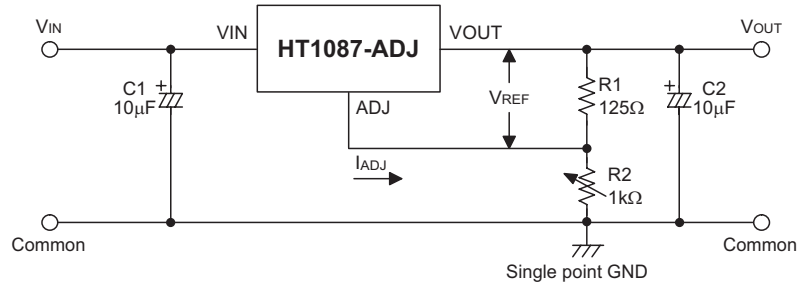 VIN
VIN
HT1087-ADJ
VOUT
VOUT
C1
10μF
ADJ
VREF
R1
125Ω
C2
10μF
IADJ
R2
1kΩ
Common
Common
Single point GND